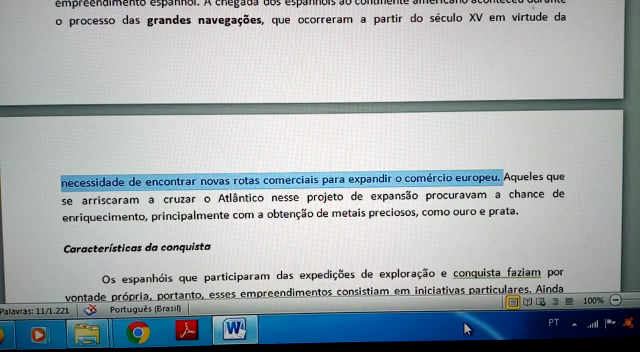 empreendimento espanhol. A chegada dos espanhóis ao continente americano aconteceu durante
o processo das grandes navegações, que ocorreram a partir do século XV em virtude da
necessidade de encontrar novas rotas comerciais para expandir o comércio europeu. Aqueles que
se arriscaram a cruzar o Atlântico nesse projeto de expansão procuravam a chance de
enriquecimento, principalmente com a obtenção de metais preciosos, como ouro e prata.
Características da conquista
Os espanhóis que participaram das expedições de exploração e conquista faziam por
vontade própria, portanto, esses empreendimentos consistiam em iniciativas particulares. Ainda
Palavras: 11/1.221 Português (Brasil) 100%
PT